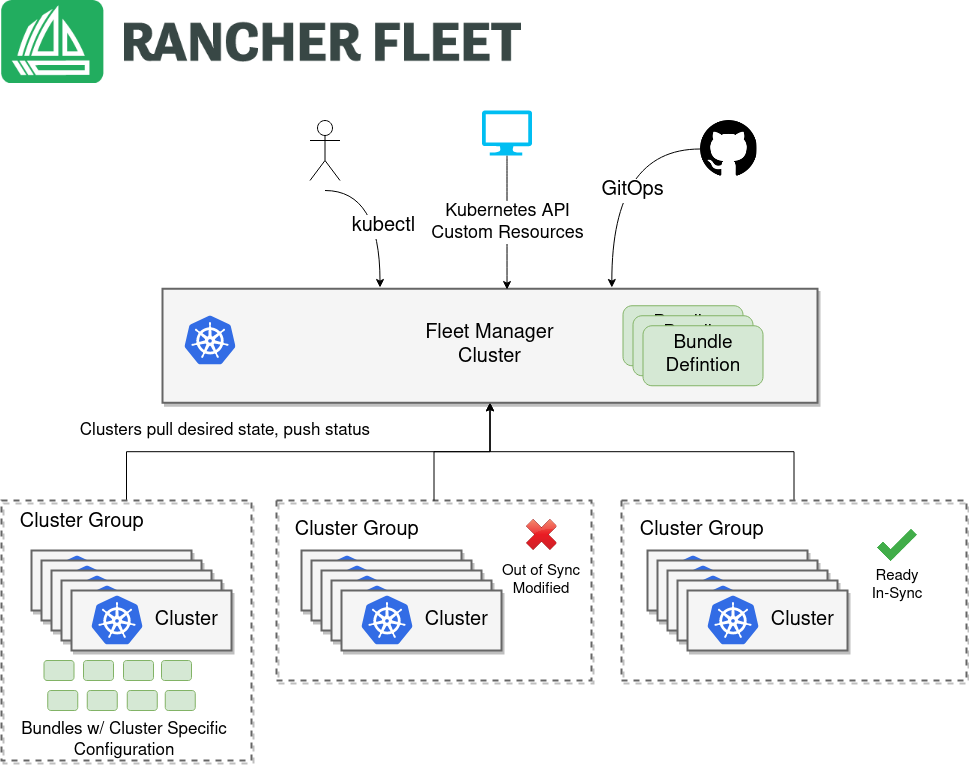 RANCHER FLEET
kubectl
Kubernetes API
Custom Resources
GitOps
Fleet Manager
Cluster
Bundle
Defintion
Clusters pull desired state, push status
Cluster Group
Cluster
Bundles w/ Cluster Specific
Configuration
Cluster Group
Out of Sync
Modified
Cluster
Cluster Group
Ready
In-Sync
Cluster